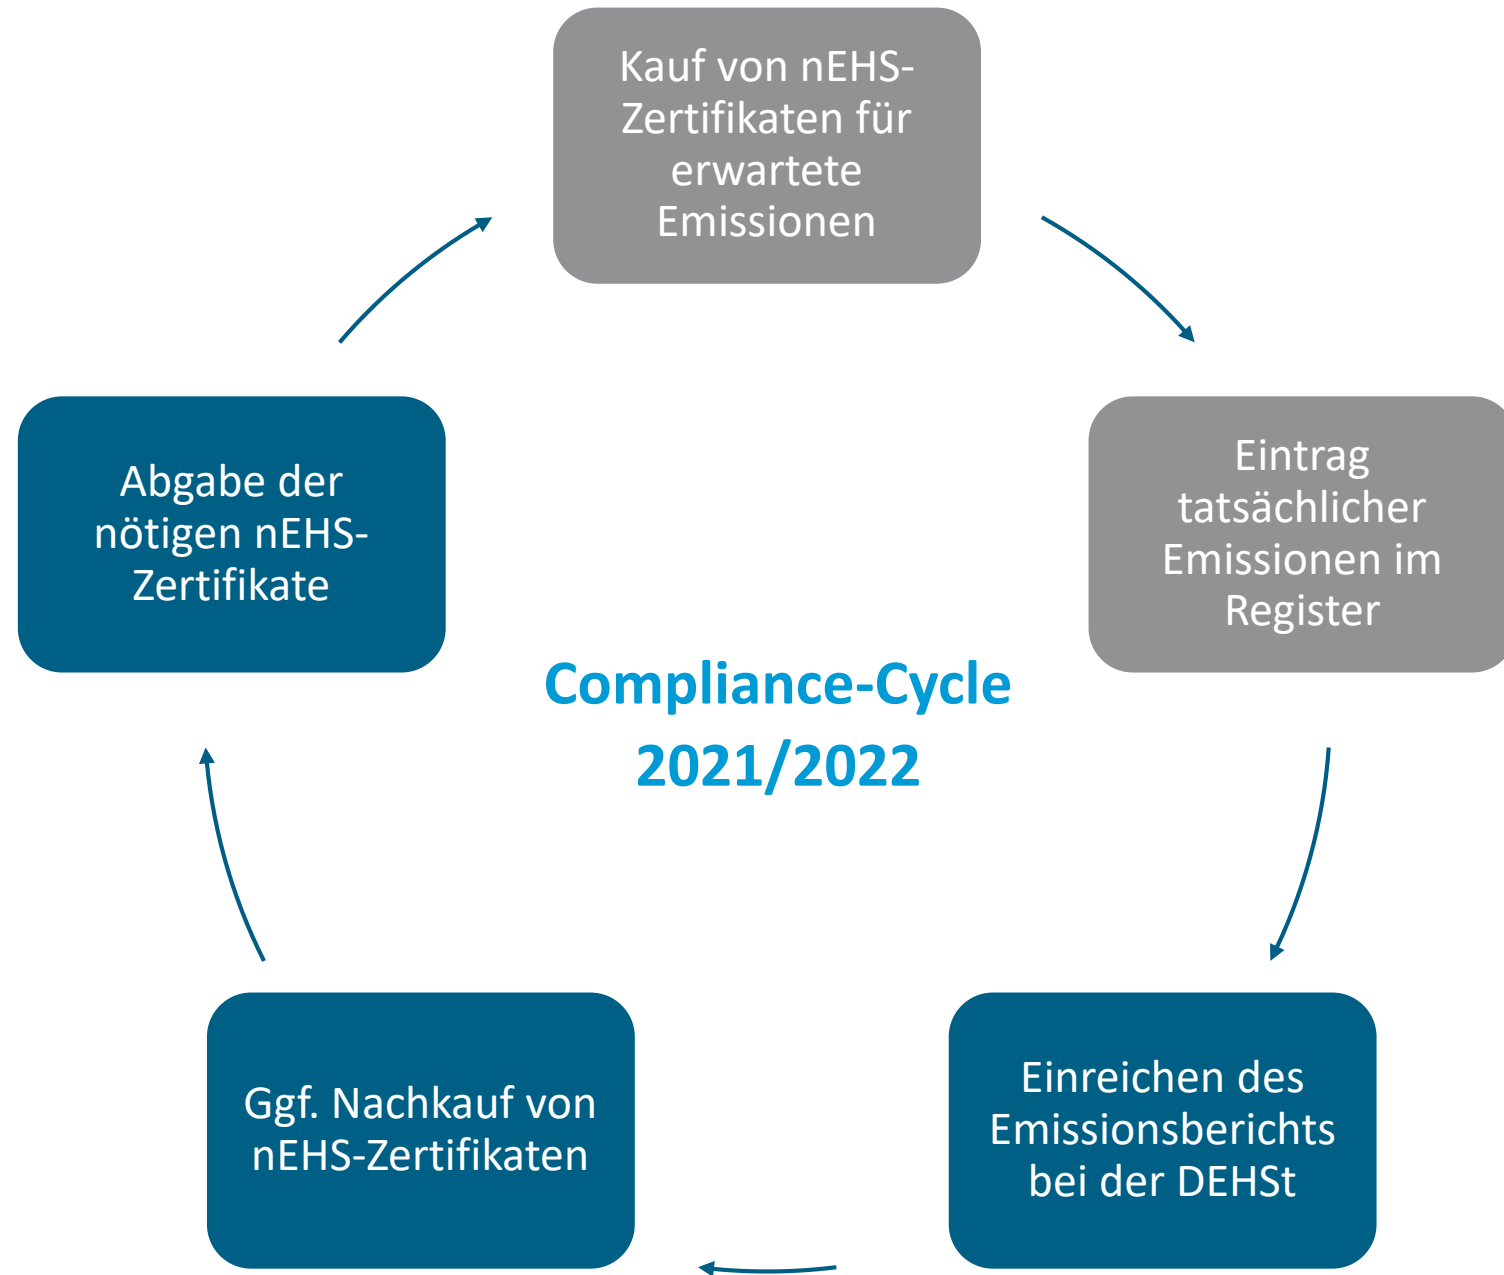 Kauf von nEHS-
Zertifikaten für
erwartete
Emissionen
Eintrag
tatsächlicher
Emissionen im
Register
Einreichen des
Emissionsberichts
bei der DEHSt
Ggf. Nachkauf von
nEHS-Zertifikaten
Abgabe der
nötigen nEHS-
Zertifikate
Compliance-Cycle
2021/2022